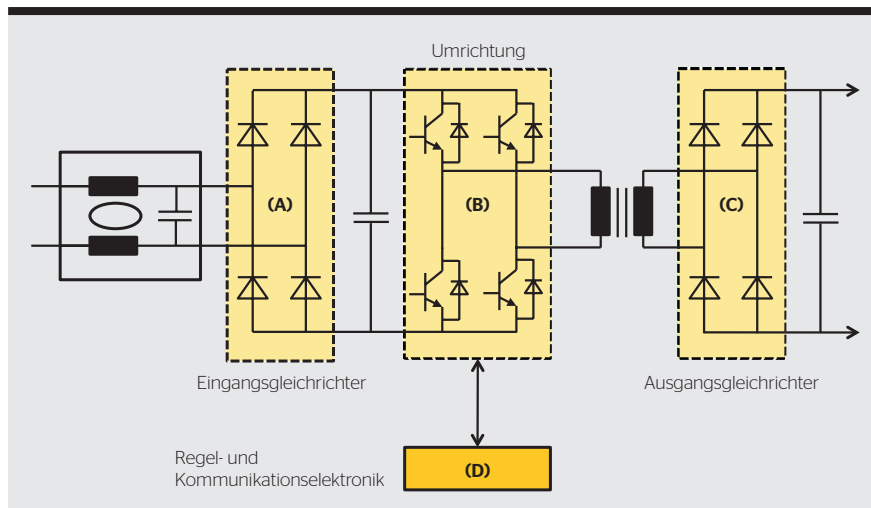 Umrichtung
(A)
(B)
(C)
Eingangsgleichrichter
Ausgangsgleichrichter
Regel- und
Kommunikationselektronik
(D)